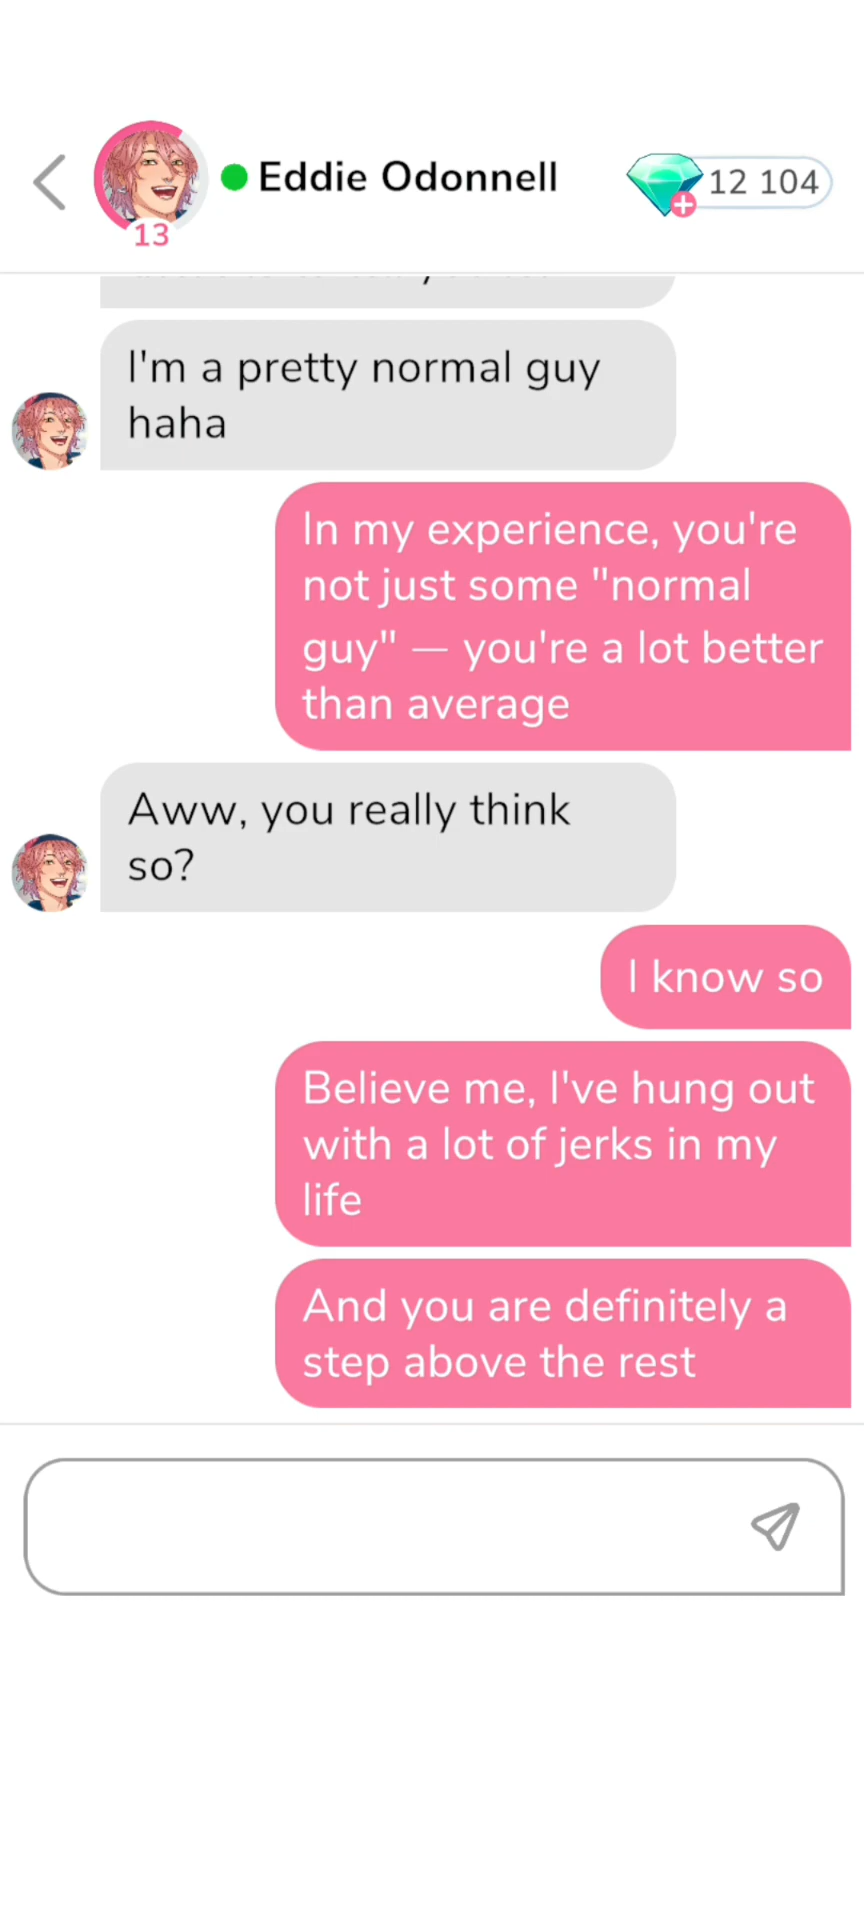 Eddie Odonnell
12 104
13
I'm a pretty normal guy
haha
In my experience, you're
not just some "normal
guy" — you're a lot better
than average
Aww, you really think
so?
I know so
Believe me, I've hung out
with a lot of jerks in my
life
And you are definitely a
step above the rest